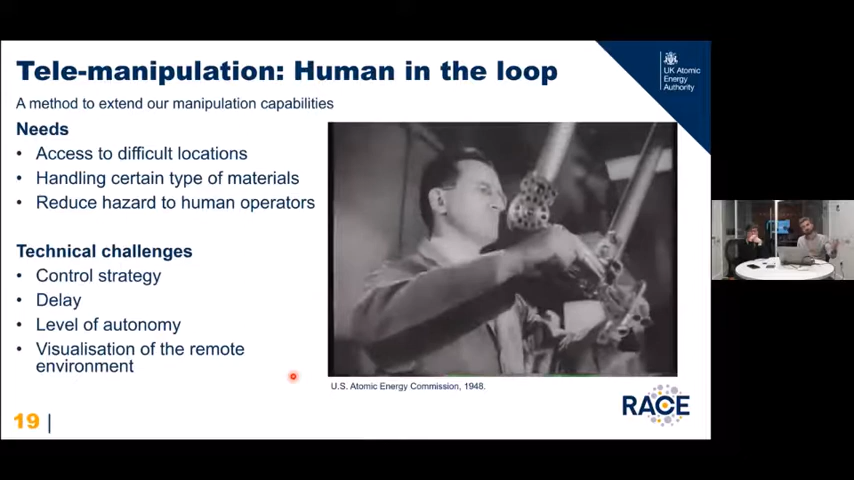 Tele-manipulation: Human in the loop
UK Atomic
Energy
Authority
A method to extend our manipulation capabilities
Needs
• Access to difficult locations
• Handling certain type of materials
• Reduce hazard to human operators
Technical challenges
• Control strategy
• Delay
• Level of autonomy
• Visualisation of the remote
environment
U.S. Atomic Energy Commission, 1948.
RACE
19 |